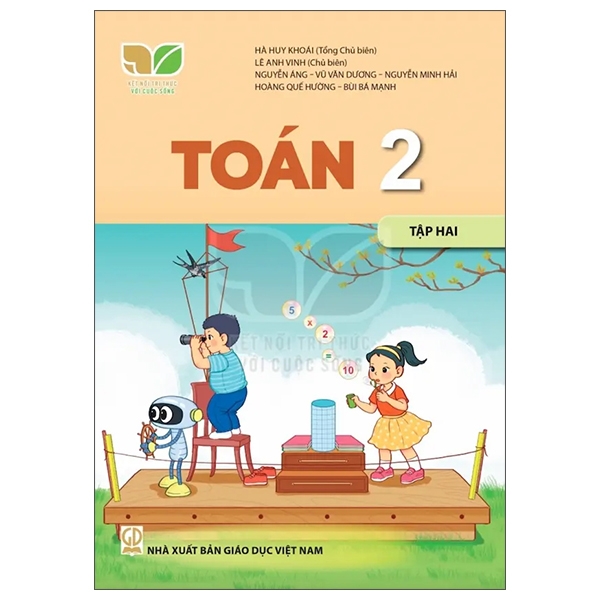 HÀ HUY KHOÁI (Tổng Chủ biên)
LÊ ANH VINH (Chủ biên)
NGUYỄN ÁNG – VŨ VĂN DƯƠNG – NGUYỄN MINH HẢI
HOÀNG QUẾ HƯỜNG – BÙI BÁ MẠNH
KẾT NỐI TRI THỨC
VỚI CUỘC SỐNG
TOÁN 2
TẬP HAI
5
x
2
=
10
KẾT NỐI TRI THỨC
VỚI CUỘC SỐNG
GD
NHÀ XUẤT BẢN GIÁO DỤC VIỆT NAM